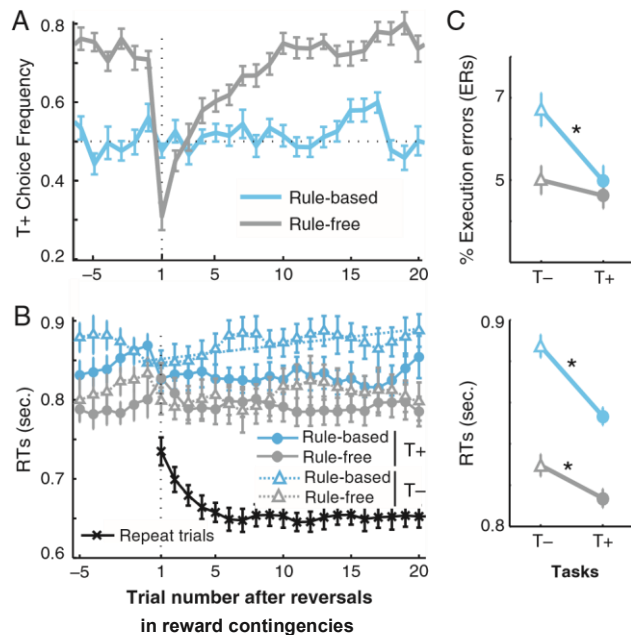 A
T+ Choice Frequency
0.8
0.6
0.4
0.2
Rule-based
Rule-free
−5 1 5 10 15 20
B
RTs (sec.)
0.9
0.8
0.7
0.6
Rule-based
Rule-free
T+
Rule-based
Rule-free
T−
Repeat trials
−5 1 5 10 15 20
Trial number after reversals
in reward contingencies
C
% Execution errors (ERs)
7
5
*
T− T+
RTs (sec.)
0.9
0.8
*
*
T− T+
Tasks